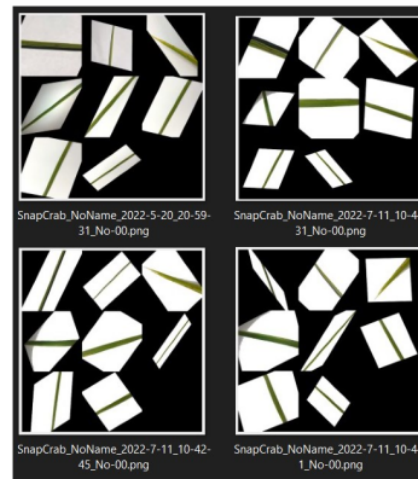 SnapCrab_NoName_2022-5-20_20-59-
31_No-00.png
SnapCrab_NoName_2022-7-11_10-4
31_No-00.png
SnapCrab_NoName_2022-7-11_10-42-
45_No-00.png
SnapCrab_NoName_2022-7-11_10-4
1_No-00.png